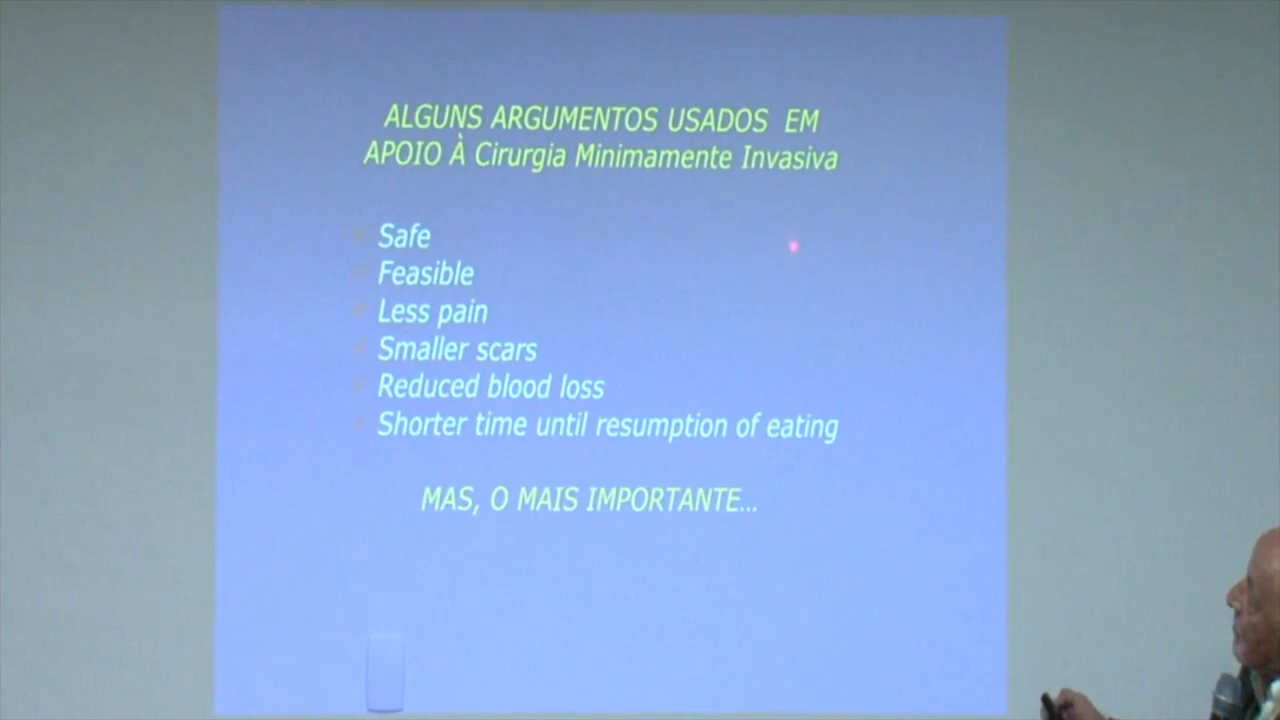 ALGUNS ARGUMENTOS USADOS EM
APOIO À Cirurgia Minimamente Invasiva
Safe
Feasible
Less pain
Smaller scars
Reduced blood loss
Shorter time until resumption of eating
MAS, O MAIS IMPORTANTE...